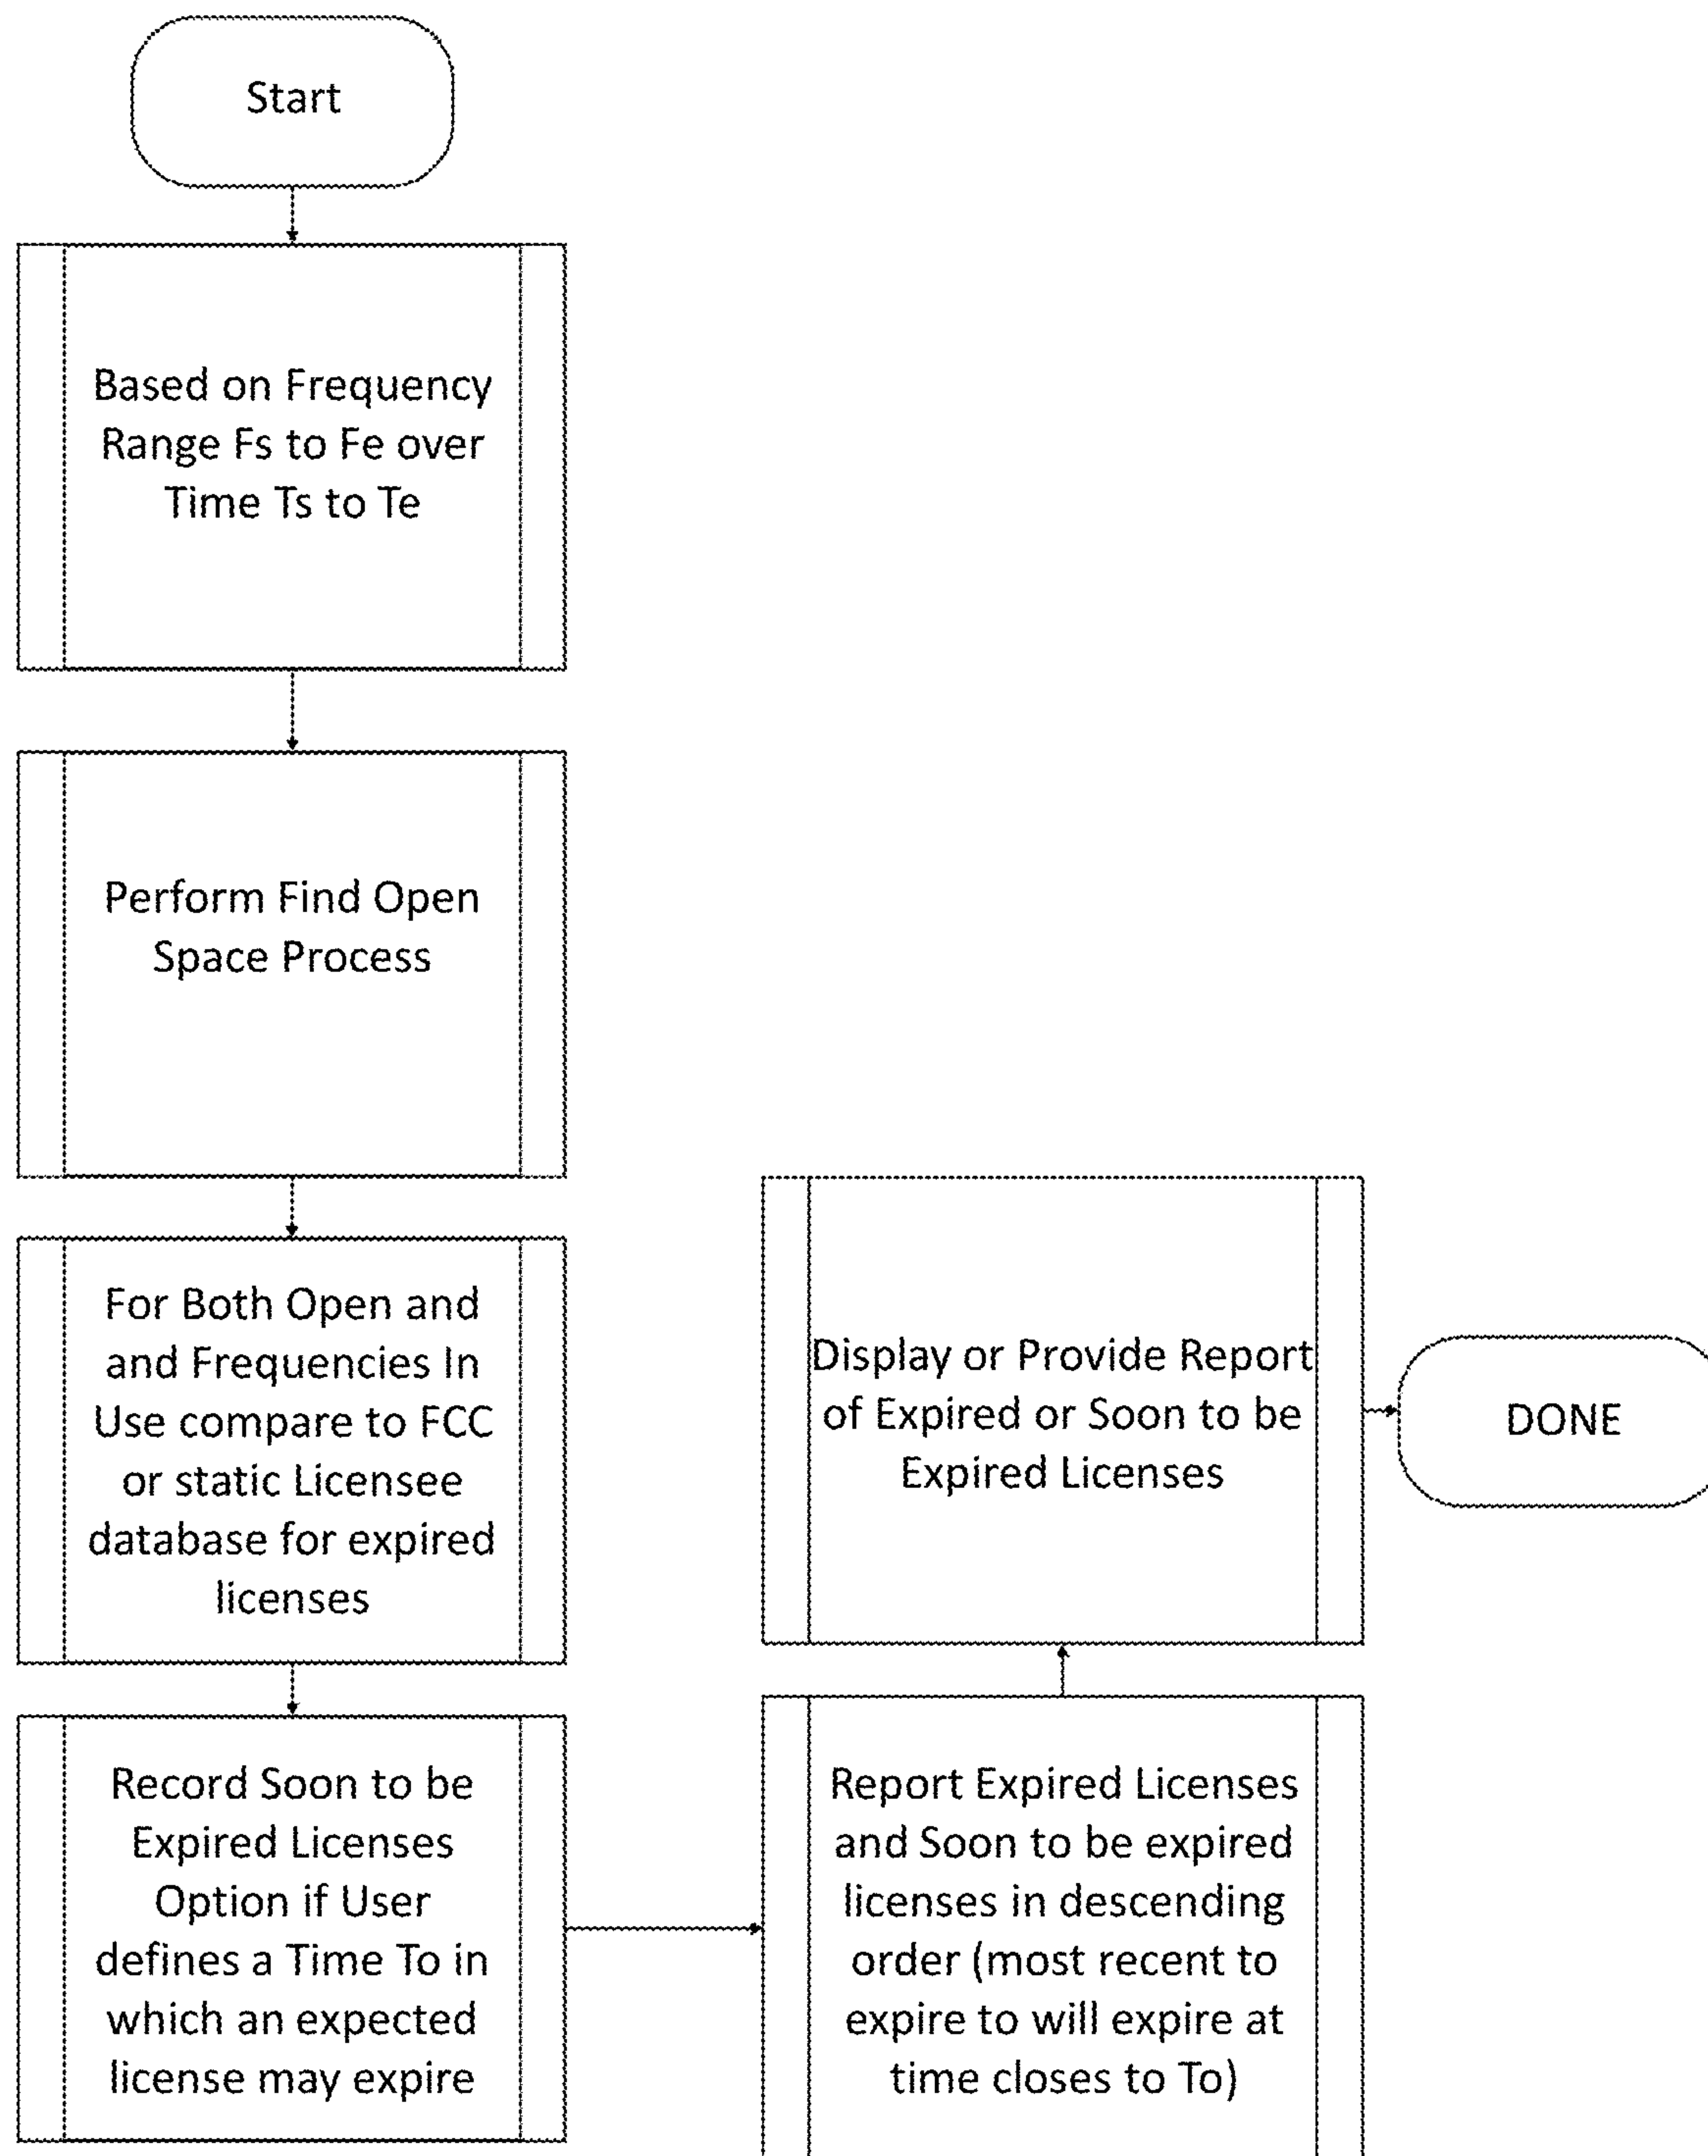 Start
Based on Frequency
Range Fs to Fe over
Time Ts to Te
Perform Find Open
Space Process
For Both Open and
and Frequencies In
Use compare to FCC
or static Licensee
database for expired
licenses
Record Soon to be
Expired Licenses
Option if User
defines a Time To in
which an expected
license may expire
Report Expired Licenses
and Soon to be expired
licenses in descending
order (most recent to
expire to will expire at
time closes to To)
Display or Provide Report
of Expired or Soon to be
Expired Licenses
DONE